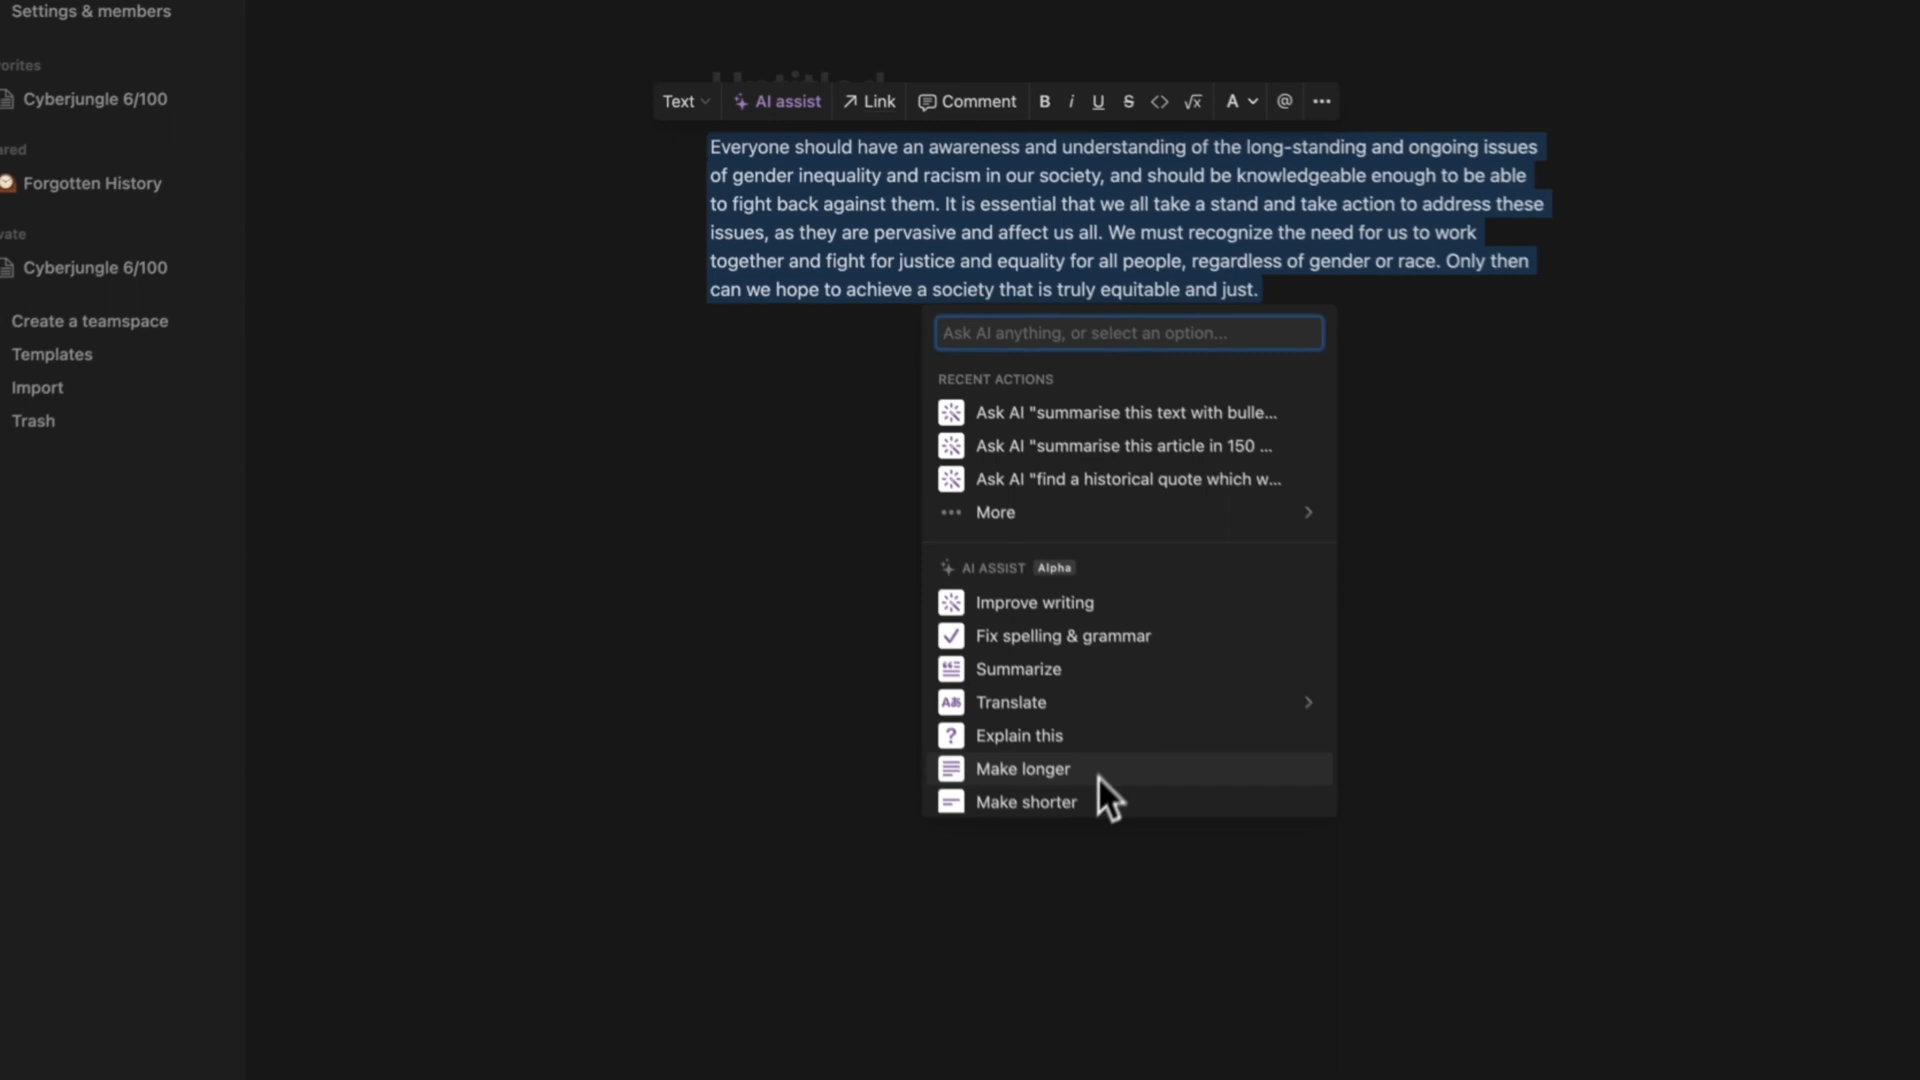 Settings & members
orites
Cyberjungle 6/100
ared
Forgotten History
vate
Cyberjungle 6/100
Create a teamspace
Templates
Import
Trash
Untitled
Text AI assist Link Comment B i U S <> √x A @ •••
Everyone should have an awareness and understanding of the long-standing and ongoing issues
of gender inequality and racism in our society, and should be knowledgeable enough to be able
to fight back against them. It is essential that we all take a stand and take action to address these
issues, as they are pervasive and affect us all. We must recognize the need for us to work
together and fight for justice and equality for all people, regardless of gender or race. Only then
can we hope to achieve a society that is truly equitable and just.
Ask AI anything, or select an option...
RECENT ACTIONS
Ask AI "summarise this text with bulle...
Ask AI "summarise this article in 150 ...
Ask AI "find a historical quote which w...
••• More
AI ASSIST Alpha
Improve writing
Fix spelling & grammar
Summarize
Translate
Explain this
Make longer
Make shorter